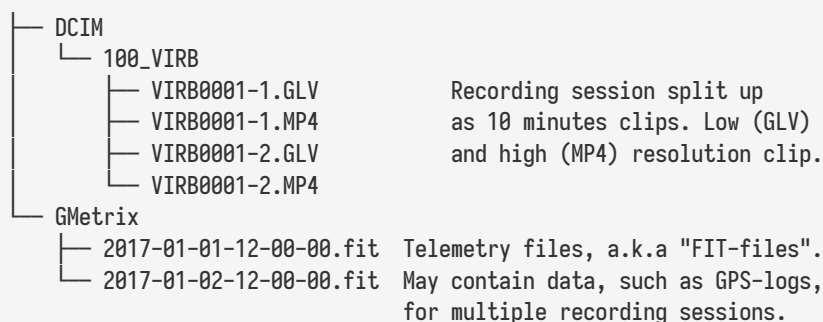 ├── DCIM
│   └── 100_VIRB
│       ├── VIRB0001-1.GLV          Recording session split up
│       ├── VIRB0001-1.MP4          as 10 minutes clips. Low (GLV)
│       ├── VIRB0001-2.GLV          and high (MP4) resolution clip.
│       └── VIRB0001-2.MP4
└── GMetrix
    ├── 2017-01-01-12-00-00.fit  Telemetry files, a.k.a "FIT-files".
    └── 2017-01-02-12-00-00.fit  May contain data, such as GPS-logs,
                                 for multiple recording sessions.